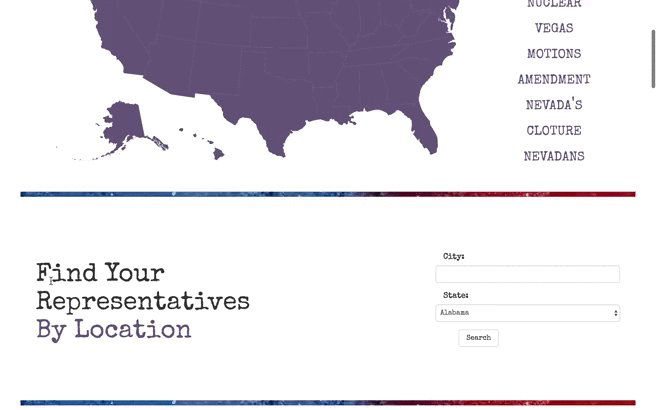 NUCLEAR
VEGAS
MOTIONS
AMENDMENT
NEVADA'S
CLOTURE
NEVADANS
Find Your
Representatives
By Location
City:
State:
Alabama
Search